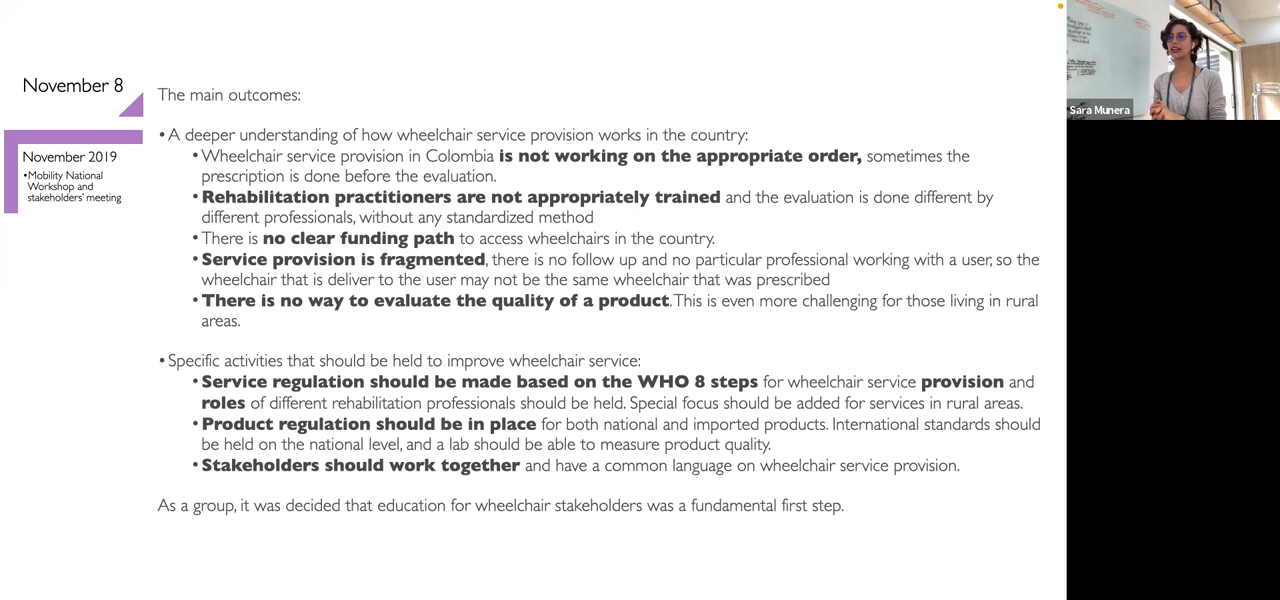 November 8
November 2019
•Mobility National
Workshop and
stakeholders' meeting
The main outcomes:
• A deeper understanding of how wheelchair service provision works in the country:
• Wheelchair service provision in Colombia is not working on the appropriate order, sometimes the
prescription is done before the evaluation.
• Rehabilitation practitioners are not appropriately trained and the evaluation is done different by
different professionals, without any standardized method
• There is no clear funding path to access wheelchairs in the country.
• Service provision is fragmented, there is no follow up and no particular professional working with a user, so the
wheelchair that is deliver to the user may not be the same wheelchair that was prescribed
• There is no way to evaluate the quality of a product. This is even more challenging for those living in rural
areas.
• Specific activities that should be held to improve wheelchair service:
• Service regulation should be made based on the WHO 8 steps for wheelchair service provision and
roles of different rehabilitation professionals should be held. Special focus should be added for services in rural areas.
• Product regulation should be in place for both national and imported products. International standards should
be held on the national level, and a lab should be able to measure product quality.
• Stakeholders should work together and have a common language on wheelchair service provision.
As a group, it was decided that education for wheelchair stakeholders was a fundamental first step.
Sara Munera